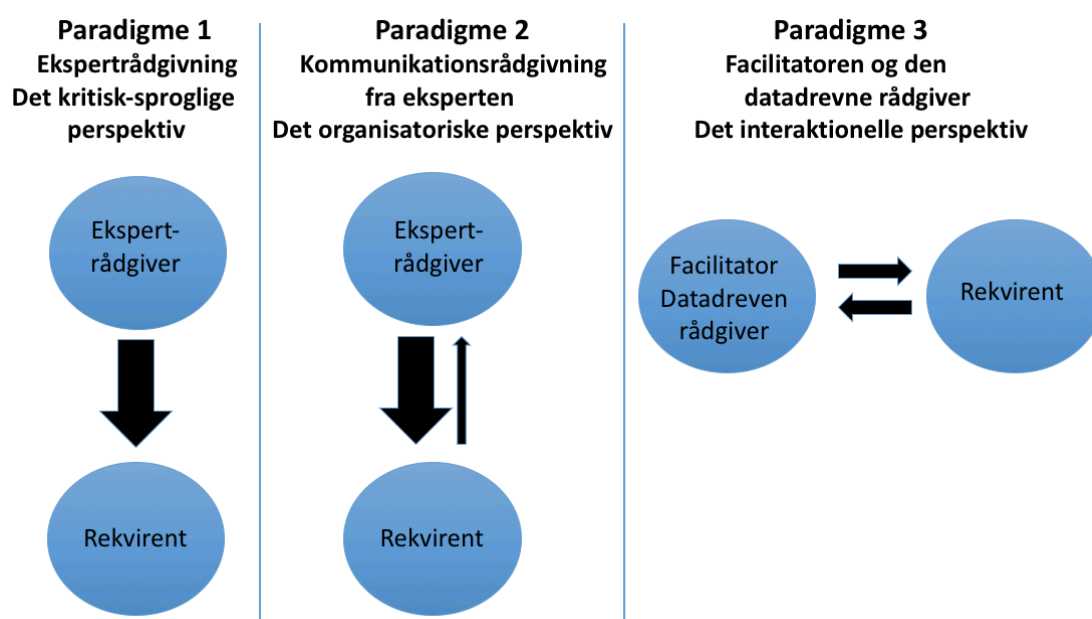 Paradigme 1
Ekspertrådgivning
Det kritisk-sproglige
perspektiv
Ekspert-
rådgiver
Rekvirent
Paradigme 2
Kommunikationsrådgivning
fra eksperten
Det organisatoriske perspektiv
Ekspert-
rådgiver
Rekvirent
Paradigme 3
Facilitatoren og den
datadrevne rådgiver
Det interaktionelle perspektiv
Facilitator
Datadreven
rådgiver
Rekvirent